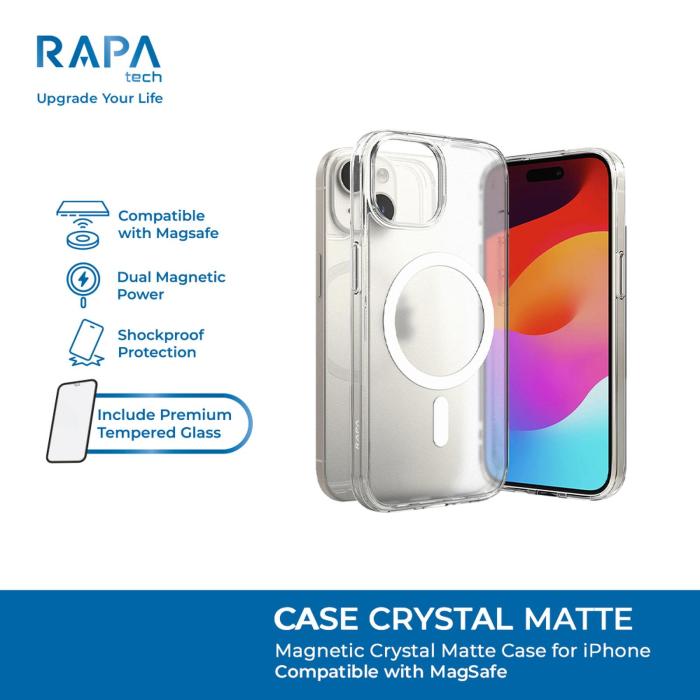 RAPA
tech
Upgrade Your Life
Compatible
with Magsafe
Dual Magnetic
Power
Shockproof
Protection
Include Premium
Tempered Glass
RAPA
CASE CRYSTAL MATTE
Magnetic Crystal Matte Case for iPhone
Compatible with MagSafe